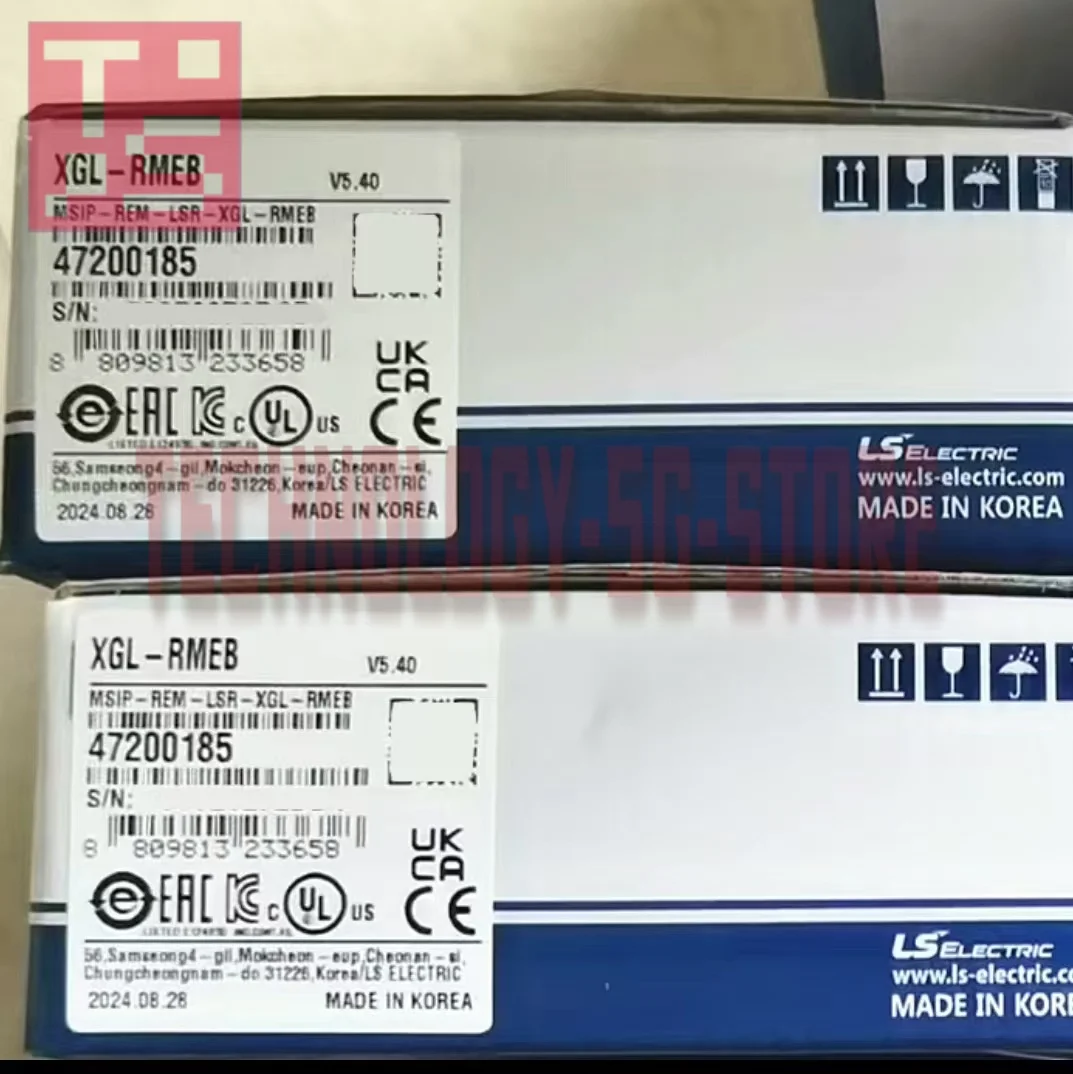 XGL-RMEB V5.40
MSIP-REM-LSR-XGL-RMEB
47200185
S/N:
8 809813 233658
UK
CA
EAC
c UL US
CE
56,Samseong4-gil,Mokcheon-eup,Cheonan-si,
Chungcheongnam-do 31226,Korea/LS ELECTRIC
2024.08.28 MADE IN KOREA
LS ELECTRIC
www.ls-electric.com
MADE IN KOREA
TECHNOLOGY-5G-STORE
XGL-RMEB V5.40
MSIP-REM-LSR-XGL-RMEB
47200185
S/N:
8 809813 233658
UK
CA
EAC
c UL US
CE
56,Samseong4-gil,Mokcheon-eup,Cheonan-si,
Chungcheongnam-do 31226,Korea/LS ELECTRIC
2024.08.28 MADE IN KOREA
LS ELECTRIC
www.ls-electric.co
MADE IN KORE